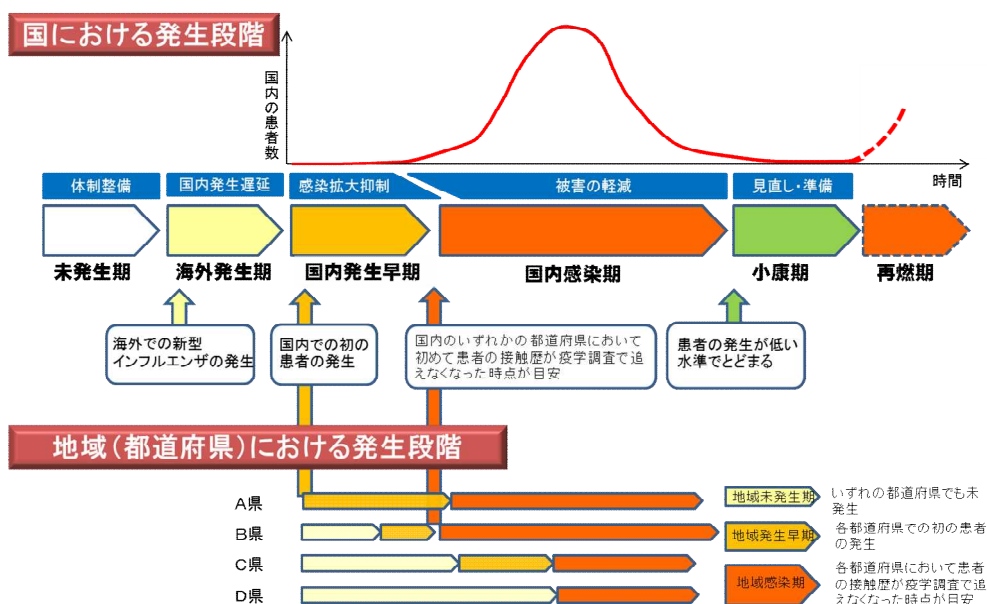 国における発生段階
国内の患者数
時間
体制整備
国内発生遅延
感染拡大抑制
被害の軽減
見直し・準備
未発生期
海外発生期
国内発生早期
国内感染期
小康期
再燃期
海外での新型
インフルエンザの発生
国内での初の
患者の発生
国内のいずれかの都道府県において
初めて患者の接触歴が疫学調査で追
えなくなった時点が目安
患者の発生が低い
水準でとどまる
地域(都道府県)における発生段階
A県
B県
C県
D県
地域未発生期
いずれの都道府県でも未
発生
地域発生早期
各都道府県での初の患者
の発生
地域感染期
各都道府県において患者
の接触歴が疫学調査で追
えなくなった時点が目安